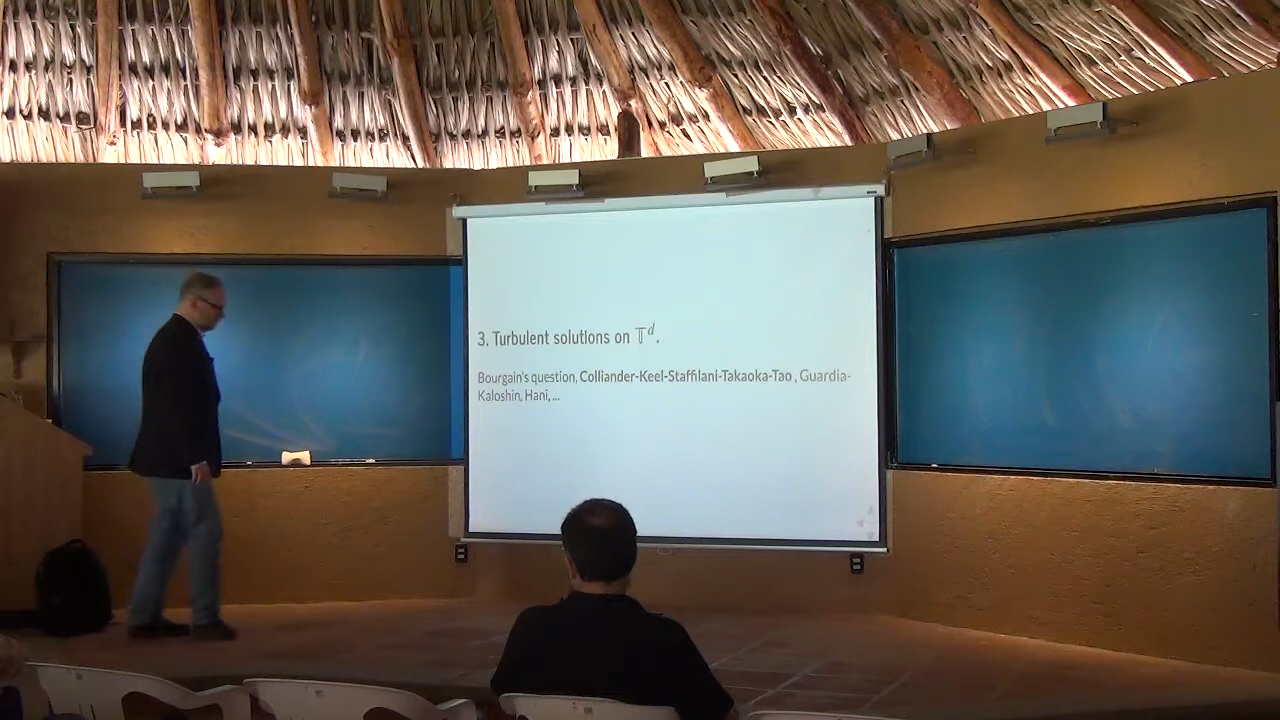 3. Turbulent solutions on 𝕋^d.
Bourgain's question, Colliander-Keel-Staffilani-Takaoka-Tao , Guardia-
Kaloshin, Hani, ...